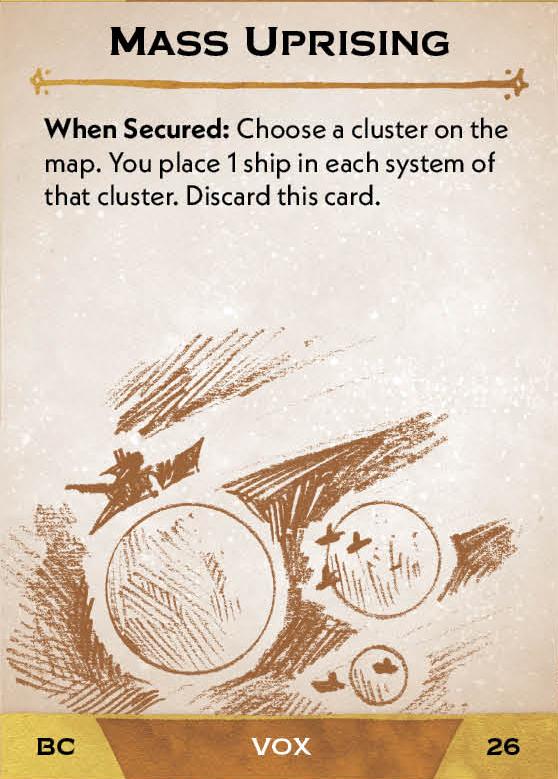 MASS UPRISING
When Secured: Choose a cluster on the
map. You place 1 ship in each system of
that cluster. Discard this card.
BC VOX 26